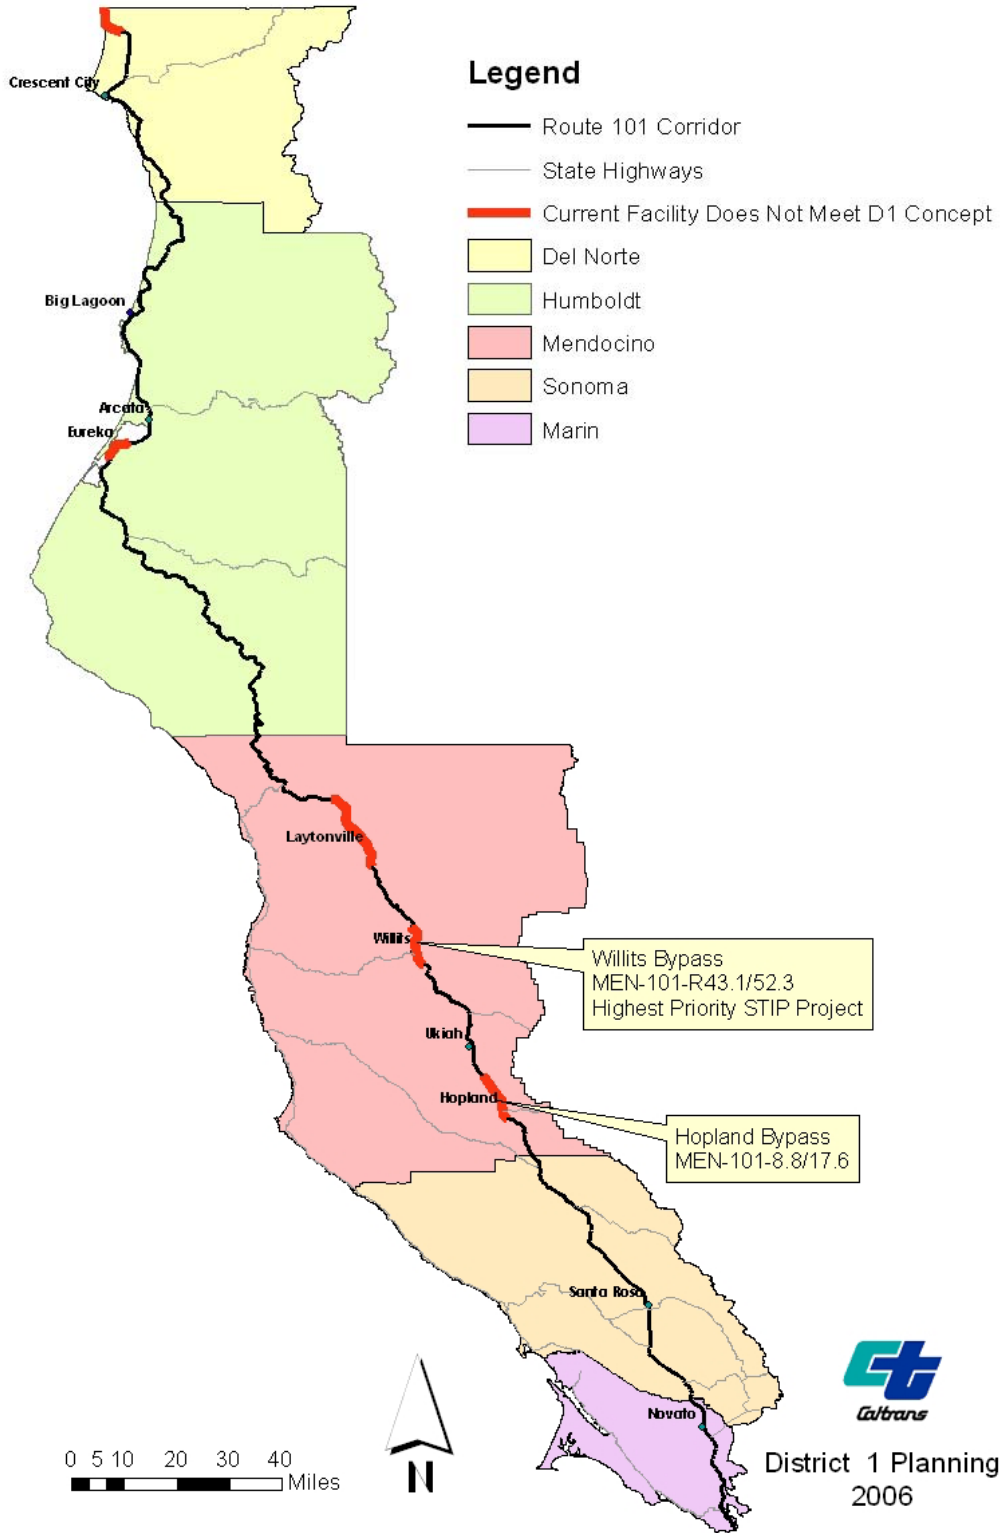 Legend
Route 101 Corridor
State Highways
Current Facility Does Not Meet D1 Concept
Del Norte
Humboldt
Mendocino
Sonoma
Marin
Crescent City
Big Lagoon
Arcata
Eureka
Laytonville
Willits
Willits Bypass
MEN-101-R43.1/52.3
Highest Priority STIP Project
Ukiah
Hopland
Hopland Bypass
MEN-101-8.8/17.6
Santa Rosa
Novato
Caltrans
District 1 Planning
2006
0 5 10 20 30 40
Miles
N